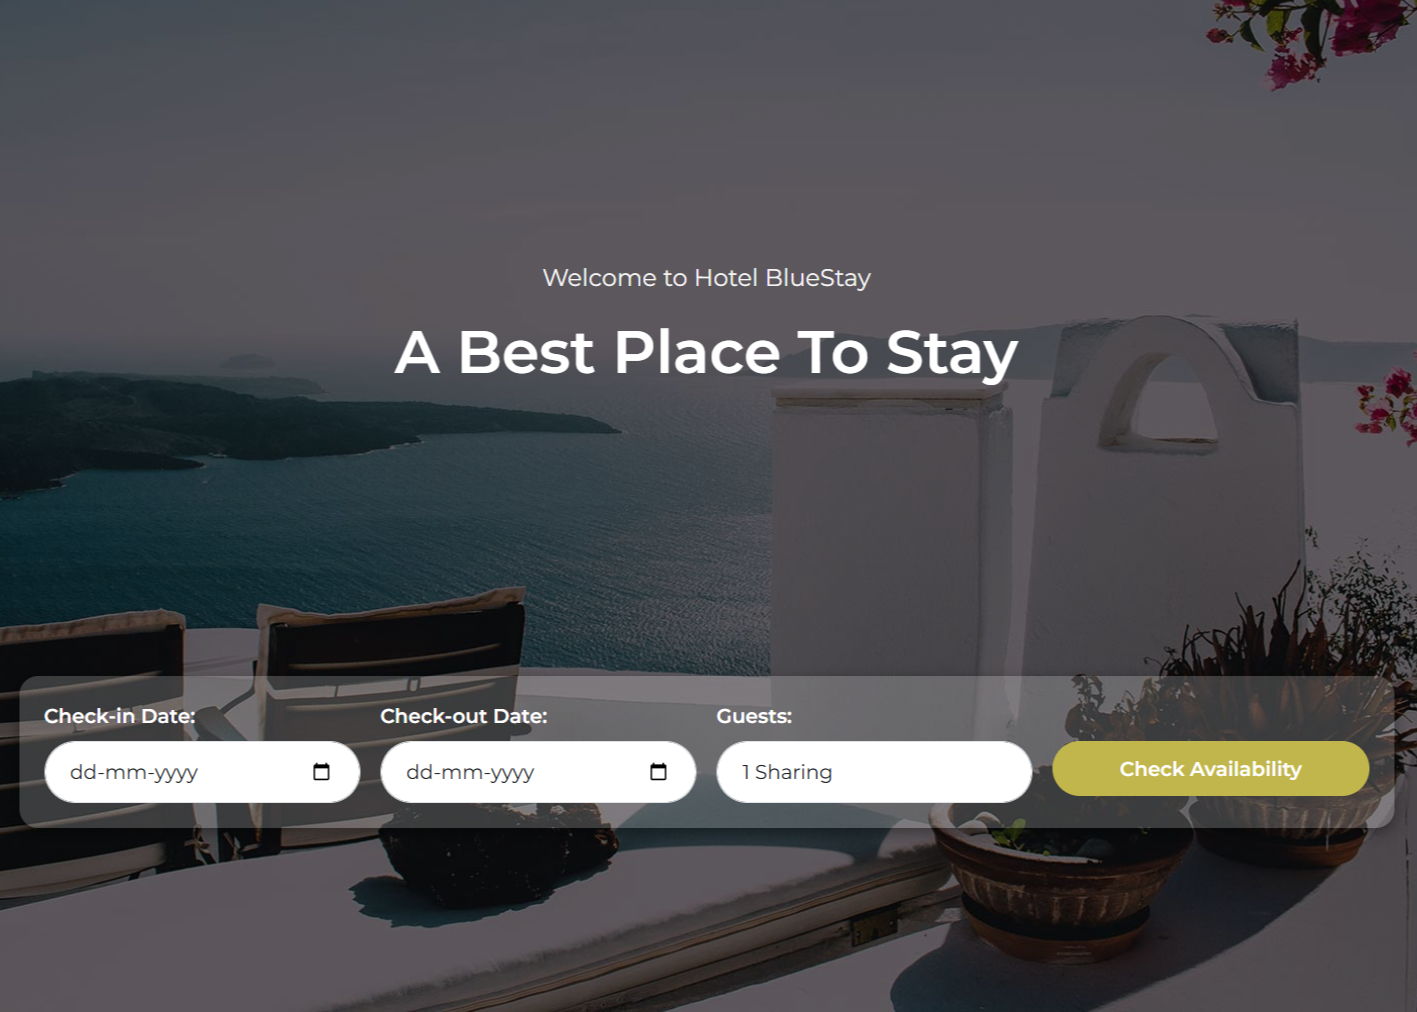 Welcome to Hotel BlueStay
A Best Place To Stay
Check-in Date:
Check-out Date:
Guests:
dd-mm-yyyy
dd-mm-yyyy
1 Sharing
Check Availability